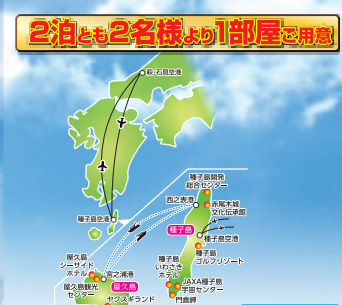 2泊とも2名様より1部屋ご用意
萩・石見空港
種子島空港
種子島開発
総合センター
西之表港
赤尾木城
文化伝承館
種子島
種子島空港
種子島
ゴルフリゾート
屋久島
シーサイド
ホテル
宮之浦港
屋久島
屋久島観光
センター
ヤクスギランド
種子島
いわさき
ホテル
JAXA種子島
宇宙センター
門倉岬